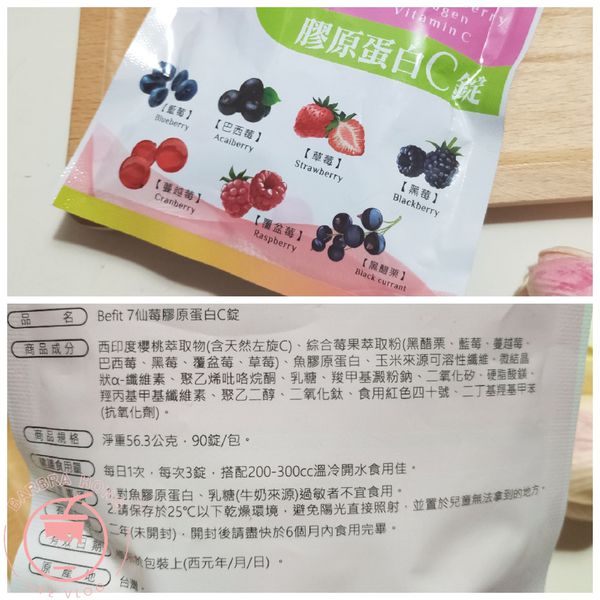 Vitamin C
膠原蛋白C錠
【藍莓】
Blueberry
【巴西莓】
Acaiberry
【草莓】
Strawberry
【黑莓】
Blackberry
【蔓越莓】
Cranberry
【覆盆莓】
Raspberry
【黑醋栗】
Black currant
品 名 Befit 7仙莓膠原蛋白C錠
商品成分 西印度櫻桃萃取物(含天然左旋C)、綜合莓果萃取粉(黑醋栗、藍莓、蔓越莓、
巴西莓、黑莓、覆盆莓、草莓)、魚膠原蛋白、玉米來源可溶性纖維、微結晶
狀α-纖維素、聚乙烯吡咯烷酮、乳糖、羧甲基澱粉鈉、二氧化矽、硬脂酸鎂、
羥丙基甲基纖維素、聚乙二醇、二氧化鈦、食用紅色四十號、二丁基羥基甲苯
(抗氧化劑)。
商品規格 淨重56.3公克，90錠/包。
建議食用量 每日1次，每次3錠，搭配200-300cc溫冷開水食用佳。
對魚膠原蛋白、乳糖(牛奶來源)過敏者不宜食用。
2.請保存於25℃以下乾燥環境，避免陽光直接照射，並置於兒童無法拿到的地方。
二年(未開封)，開封後請盡快於6個月內食用完畢。
有效日期 包裝上(西元年/月/日)。
原產地 台灣。
BARBRA HOME
VLOG